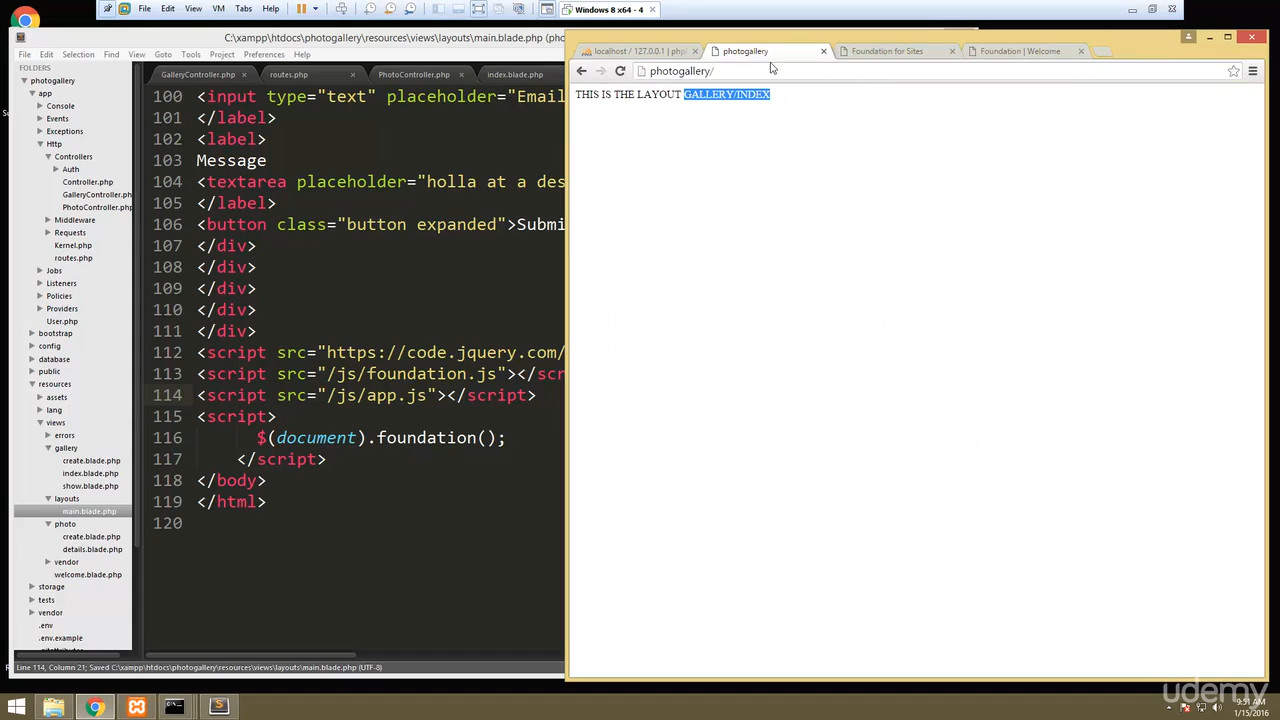 File Edit View VM Tabs Help
Windows 8 x64 - 4
C:\xampp\htdocs\photogallery\resources\views\layouts\main.blade.php
File Edit Selection Find View Goto Tools Project Preferences Help
FOLDERS
photogallery
app
Console
Events
Exceptions
Http
Controllers
Auth
Controller.php
GalleryController.php
PhotoController.php
Middleware
Requests
Kernel.php
routes.php
Jobs
Listeners
Policies
Providers
User.php
bootstrap
config
database
public
resources
assets
lang
views
errors
gallery
create.blade.php
index.blade.php
show.blade.php
layouts
main.blade.php
photo
create.blade.php
details.blade.php
vendor
welcome.blade.php
storage
tests
vendor
.env
.env.example
GalleryController.php routes.php PhotoController.php index.blade.php
100 <input type="text" placeholder="Email
101 </label>
102 <label>
103 Message
104 <textarea placeholder="holla at a des
105 </label>
106 <button class="button expanded">Submi
107 </div>
108 </div>
109 </div>
110 </div>
111 </div>
112 <script src="https://code.jquery.com/
113 <script src="/js/foundation.js"></scr
114 <script src="/js/app.js"></script>
115 <script>
116 $(document).foundation();
117 </script>
118 </body>
119 </html>
120
Line 114, Column 21; Saved C:\xampp\htdocs\photogallery\resources\views\layouts\main.blade.php (UTF-8)
localhost / 127.0.0.1 | phpl photogallery Foundation for Sites Foundation | Welcome
photogallery/
THIS IS THE LAYOUT GALLERY/INDEX
udemy
9:51 AM
1/15/2016